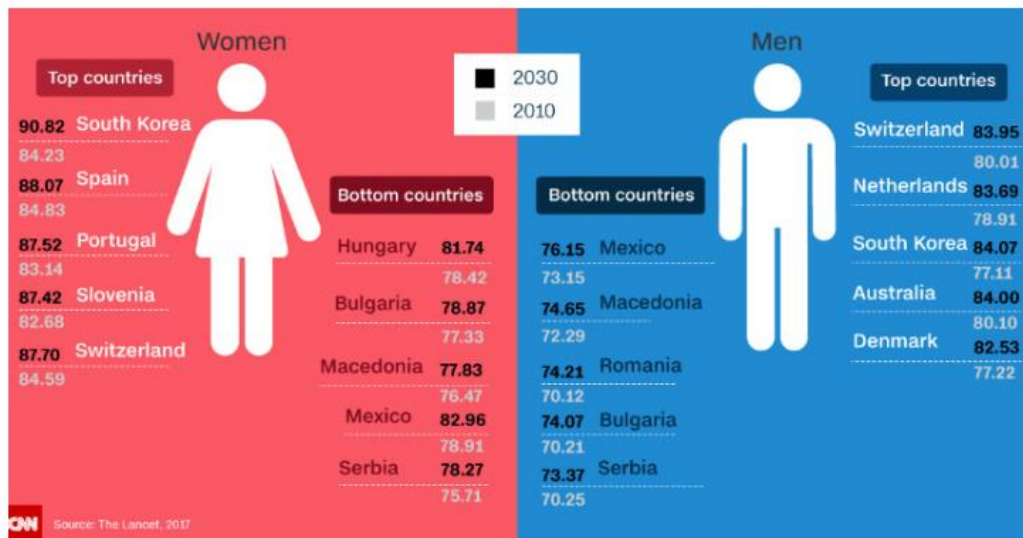 Women
Top countries
90.82 South Korea
84.23
88.07 Spain
84.83
87.52 Portugal
83.14
87.42 Slovenia
82.68
87.70 Switzerland
84.59
Bottom countries
Hungary 81.74
78.42
Bulgaria 78.87
77.33
Macedonia 77.83
76.47
Mexico 82.96
78.91
Serbia 78.27
75.71
2030
2010
Men
Bottom countries
76.15 Mexico
73.15
74.65 Macedonia
72.29
74.21 Romania
70.12
74.07 Bulgaria
70.21
73.37 Serbia
70.25
Top countries
Switzerland 83.95
80.01
Netherlands 83.69
78.91
South Korea 84.07
77.11
Australia 84.00
80.10
Denmark 82.53
77.22
CNN Source: The Lancet, 2017